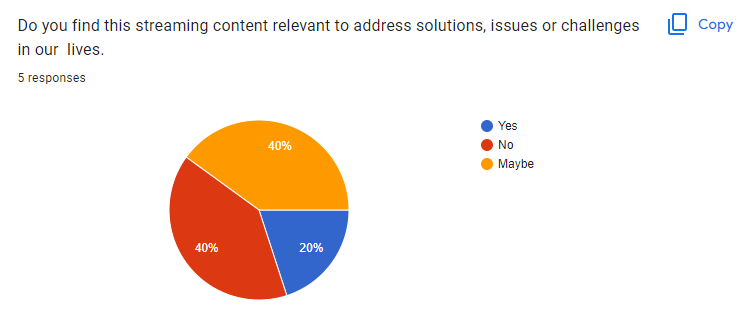 Do you find this streaming content relevant to address solutions, issues or challenges
in our  lives.
Copy
5 responses
40%
40%
20%
Yes
No
Maybe